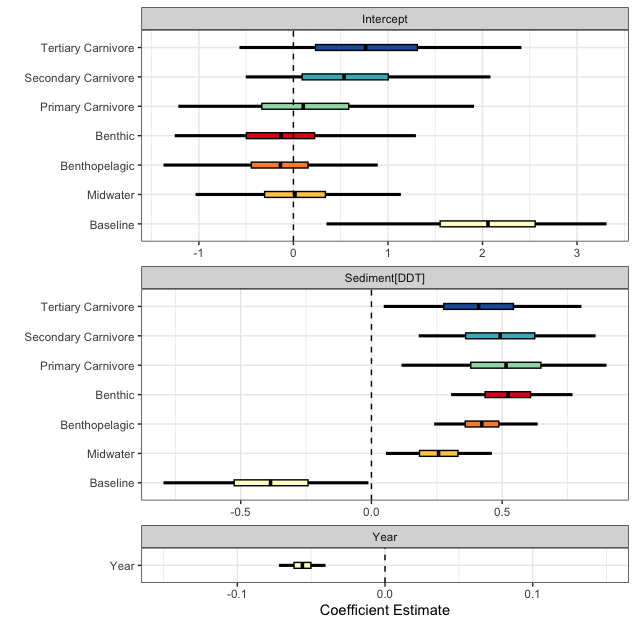 Intercept
Tertiary Carnivore
Secondary Carnivore
Primary Carnivore
Benthic
Benthopelagic
Midwater
Baseline
-1 0 1 2 3
Sediment[DDT]
Tertiary Carnivore
Secondary Carnivore
Primary Carnivore
Benthic
Benthopelagic
Midwater
Baseline
-0.5 0.0 0.5
Year
Year
-0.1 0.0 0.1
Coefficient Estimate